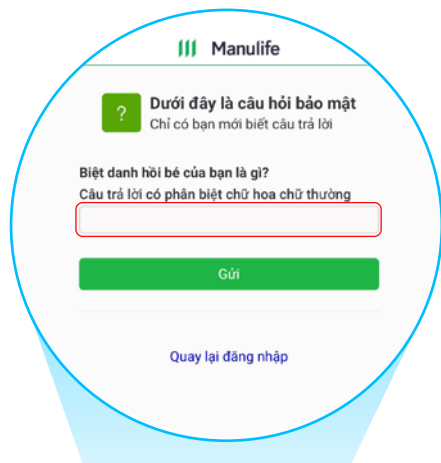 Manulife
?
Dưới đây là câu hỏi bảo mật
Chỉ có bạn mới biết câu trả lời
Biệt danh hồi bé của bạn là gì?
Câu trả lời có phân biệt chữ hoa chữ thường
Gửi
Quay lại đăng nhập